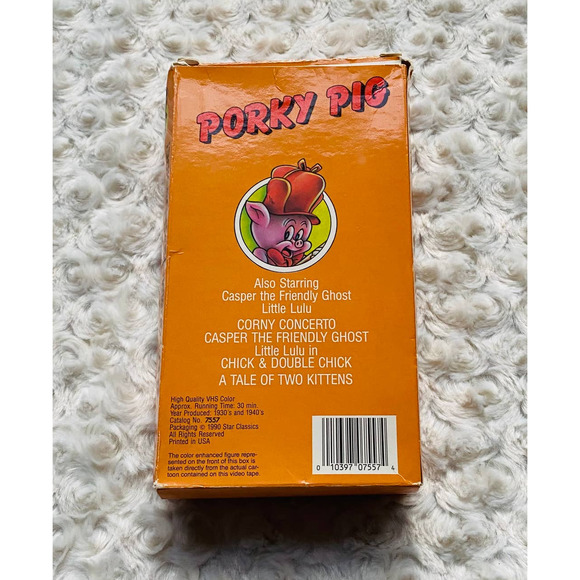 PORKY PIG
Also Starring
Casper the Friendly Ghost
Little Lulu
CORNY CONCERTO
CASPER THE FRIENDLY GHOST
Little Lulu in
CHICK & DOUBLE CHICK
A TALE OF TWO KITTENS
High Quality VHS Color
Approx. Running Time: 30 min.
Year Produced: 1930's and 1940's
Catalog No. 7557
Packaging © 1990 Star Classics
All Rights Reserved
Printed in USA
The color enhanced figure repre-
sented on the front of this box is
taken directly from the actual car-
toon contained on this video tape.
0 10397 07557 4